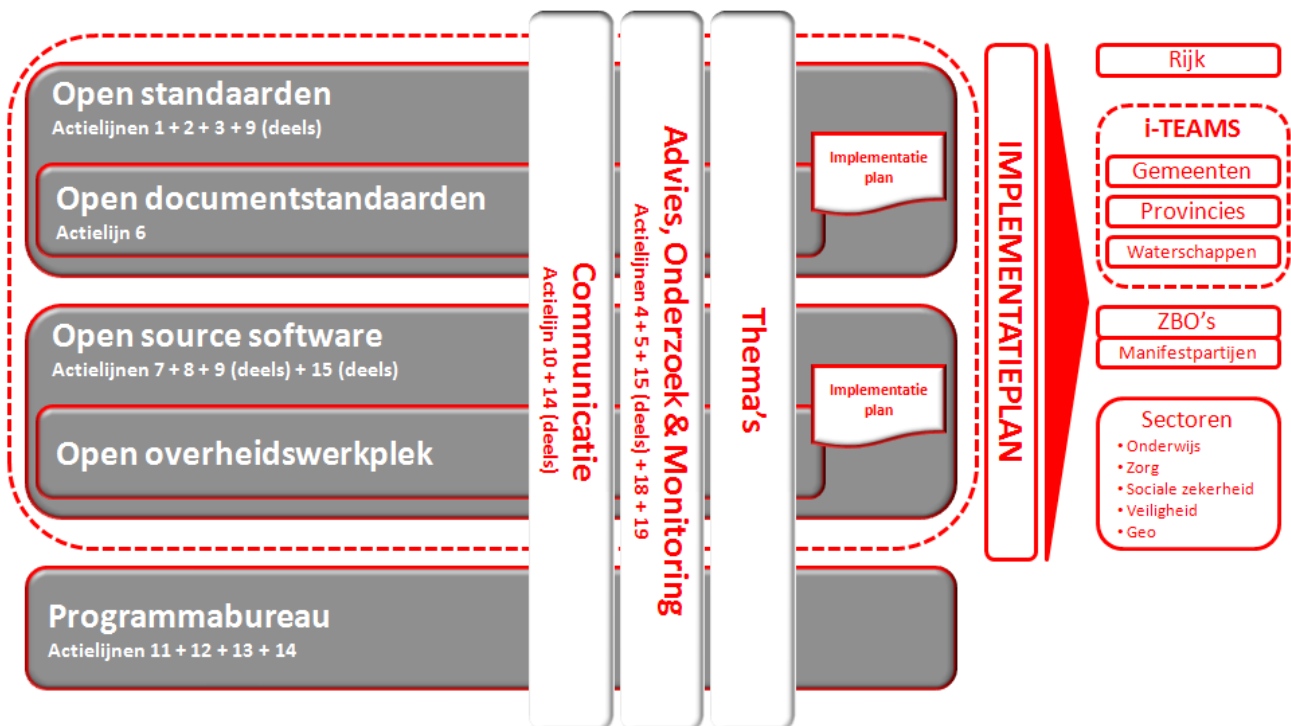 Open standaarden
Actielijnen 1 + 2 + 3 + 9 (deels)
Open documentstandaarden
Actielijn 6
Implementatie
plan
Open source software
Actielijnen 7 + 8 + 9 (deels) + 15 (deels)
Open overheidswerkplek
Implementatie
plan
Programmabureau
Actielijnen 11 + 12 + 13 + 14
Communicatie
Actielijn 10 + 14 (deels)
Advies, Onderzoek & Monitoring
Actielijnen 4 + 5 + 15 (deels) + 18 + 19
Thema's
IMPLEMENTATIEPLAN
Rijk
i-TEAMS
Gemeenten
Provincies
Waterschappen
ZBO's
Manifestpartijen
Sectoren
• Onderwijs
• Zorg
• Sociale zekerheid
• Veiligheid
• Geo